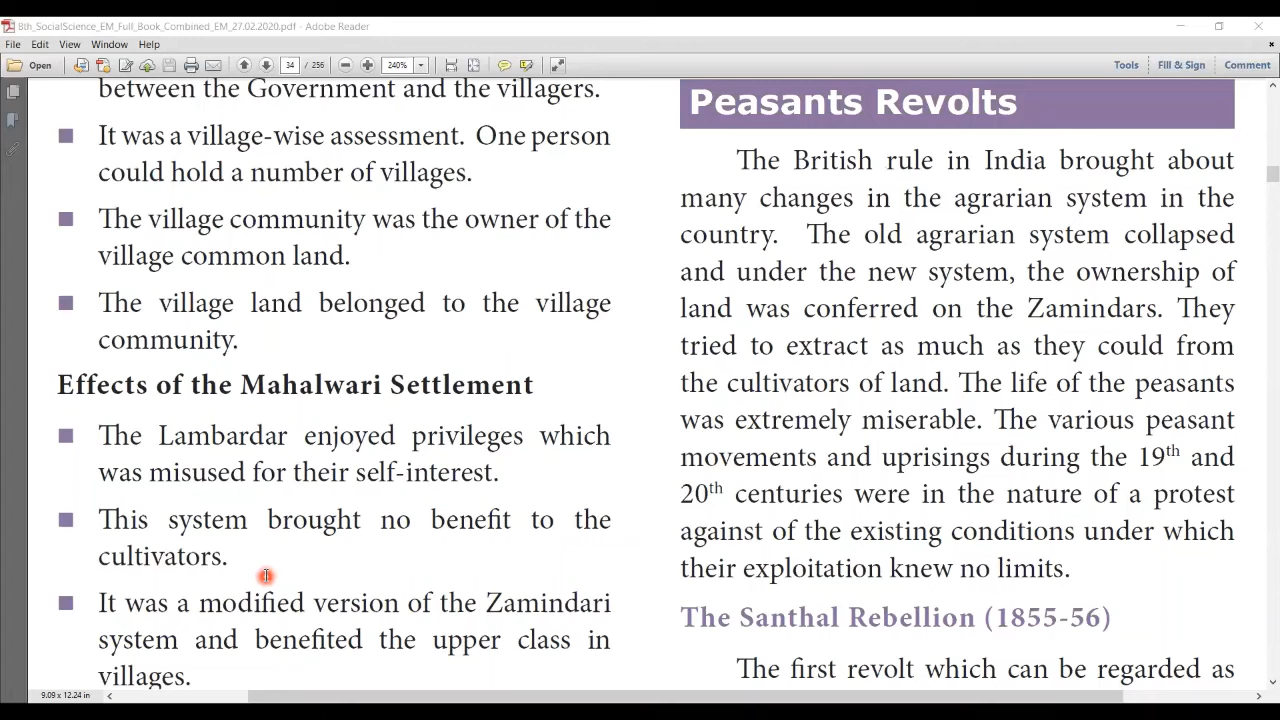 8th_SocialScience_EM_Full_Book_Combined_EM_27.02.2020.pdf - Adobe Reader
File Edit View Window Help
Open 34 / 256 240% Tools Fill & Sign Comment
between the Government and the villagers.
It was a village-wise assessment. One person
could hold a number of villages.
The village community was the owner of the
village common land.
The village land belonged to the village
community.
Effects of the Mahalwari Settlement
The Lambardar enjoyed privileges which
was misused for their self-interest.
This system brought no benefit to the
cultivators.
It was a modified version of the Zamindari
system and benefited the upper class in
villages.
Peasants Revolts
The British rule in India brought about
many changes in the agrarian system in the
country. The old agrarian system collapsed
and under the new system, the ownership of
land was conferred on the Zamindars. They
tried to extract as much as they could from
the cultivators of land. The life of the peasants
was extremely miserable. The various peasant
movements and uprisings during the 19th and
20th centuries were in the nature of a protest
against of the existing conditions under which
their exploitation knew no limits.
The Santhal Rebellion (1855-56)
The first revolt which can be regarded as
9.09 x 12.24 in